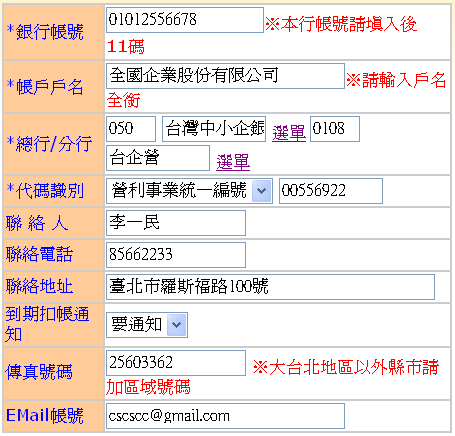 *銀行帳號 01012556678 ※本行帳號請填入後
11碼
*帳戶戶名 全國企業股份有限公司 ※請輸入戶名
全銜
*總行/分行 050 台灣中小企銀 選單 0108
台企營 選單
*代碼識別 營利事業統一編號 00556922
聯 絡 人 李一民
聯絡電話 85662233
聯絡地址 臺北市羅斯福路100號
到期扣帳通
知 要通知
傳真號碼 25603362 ※大台北地區以外縣市請
加區域號碼
EMail帳號 cscscc@gmail.com